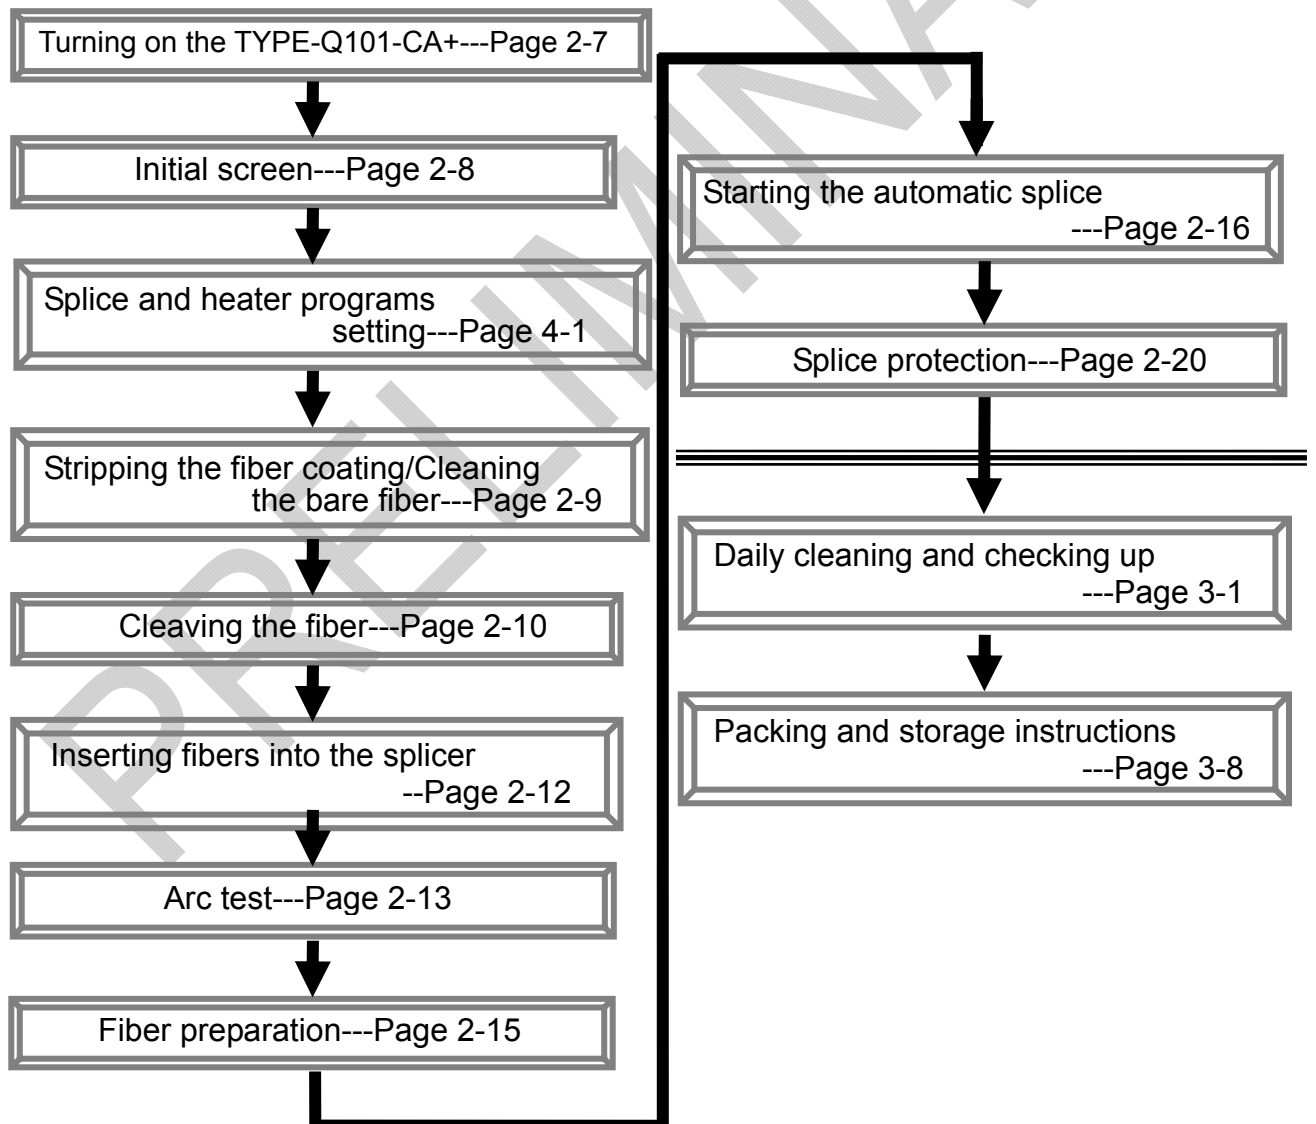 Turning on the TYPE-Q101-CA+---Page 2-7
Initial screen---Page 2-8
Splice and heater programs
setting---Page 4-1
Stripping the fiber coating/Cleaning
the bare fiber---Page 2-9
Cleaving the fiber---Page 2-10
Inserting fibers into the splicer
--Page 2-12
Arc test---Page 2-13
Fiber preparation---Page 2-15
Starting the automatic splice
---Page 2-16
Splice protection---Page 2-20
Daily cleaning and checking up
---Page 3-1
Packing and storage instructions
---Page 3-8
PRELIMINA